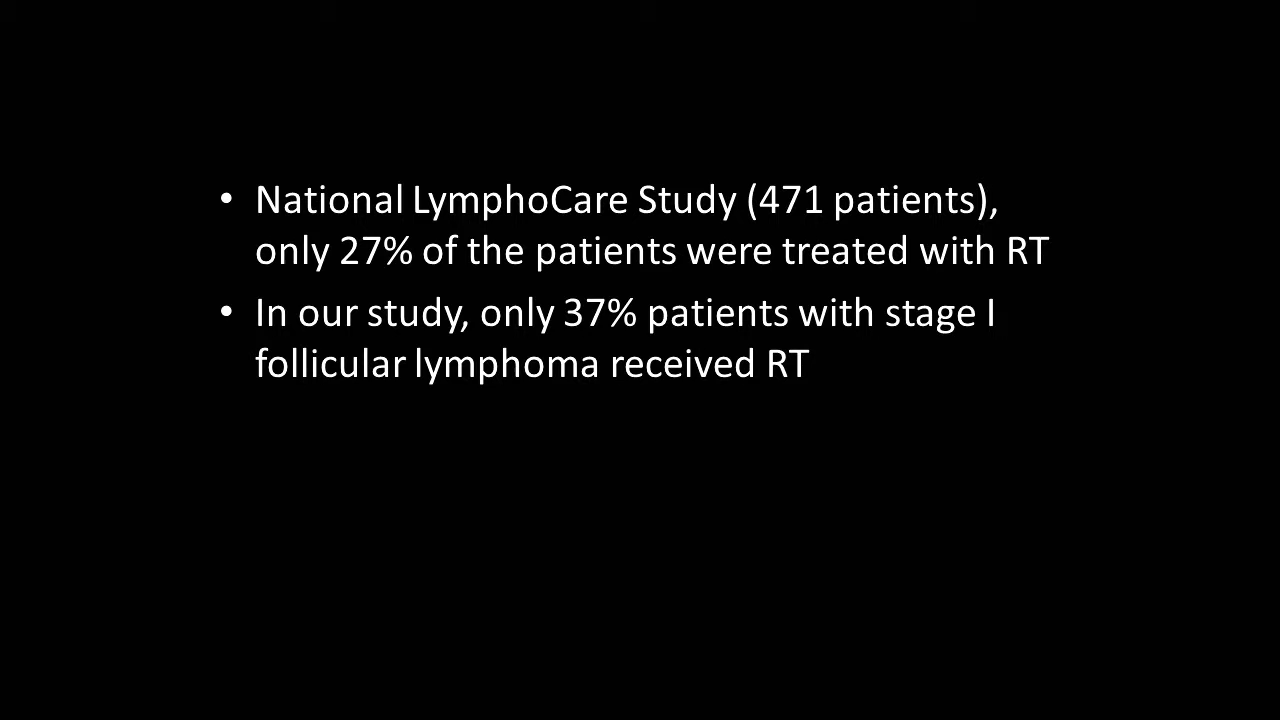 • National LymphoCare Study (471 patients),
only 27% of the patients were treated with RT
• In our study, only 37% patients with stage I
follicular lymphoma received RT